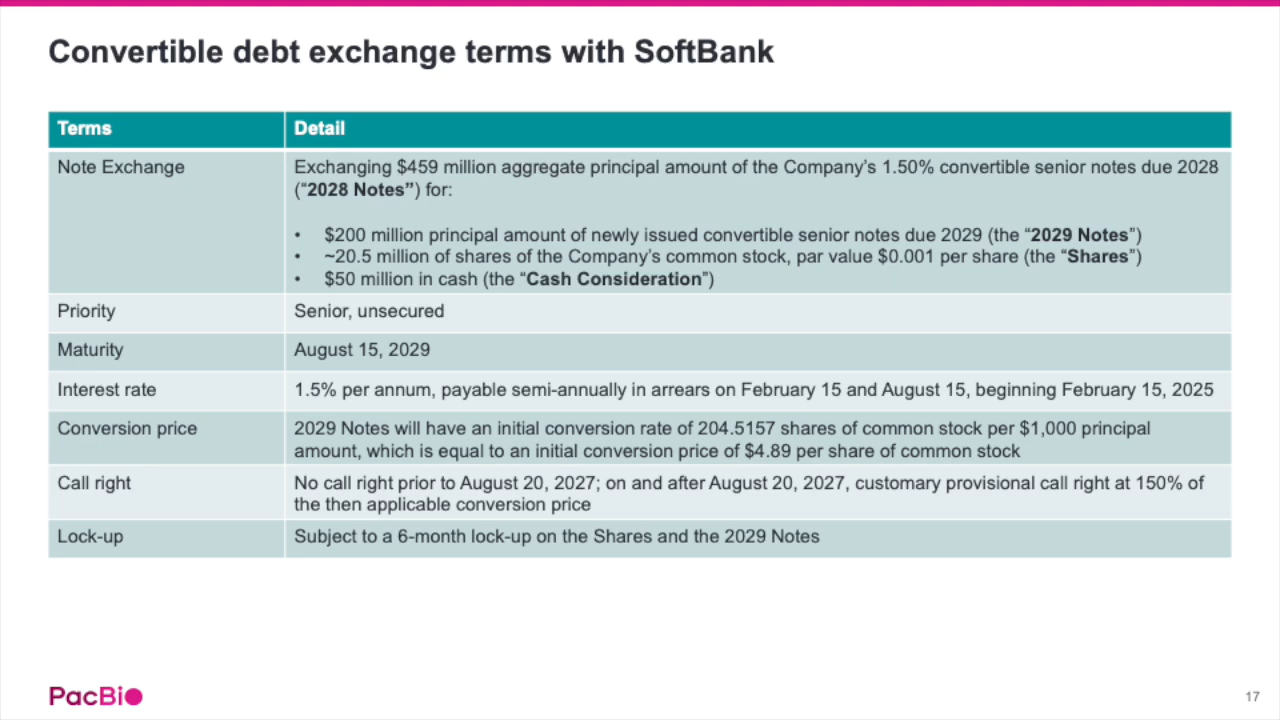 Convertible debt exchange terms with SoftBank
Terms
Detail
Note Exchange
Exchanging $459 million aggregate principal amount of the Company's 1.50% convertible senior notes due 2028
(“2028 Notes”) for:
• $200 million principal amount of newly issued convertible senior notes due 2029 (the “2029 Notes”)
• ~20.5 million of shares of the Company's common stock, par value $0.001 per share (the “Shares”)
• $50 million in cash (the “Cash Consideration”)
Priority
Senior, unsecured
Maturity
August 15, 2029
Interest rate
1.5% per annum, payable semi-annually in arrears on February 15 and August 15, beginning February 15, 2025
Conversion price
2029 Notes will have an initial conversion rate of 204.5157 shares of common stock per $1,000 principal
amount, which is equal to an initial conversion price of $4.89 per share of common stock
Call right
No call right prior to August 20, 2027; on and after August 20, 2027, customary provisional call right at 150% of
the then applicable conversion price
Lock-up
Subject to a 6-month lock-up on the Shares and the 2029 Notes
PacBio
17